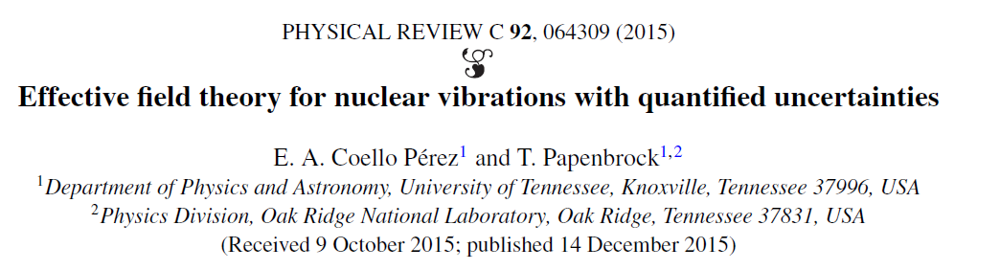 PHYSICAL REVIEW C 92, 064309 (2015)
Effective field theory for nuclear vibrations with quantified uncertainties
E. A. Coello Pérez1 and T. Papenbrock1,2
1Department of Physics and Astronomy, University of Tennessee, Knoxville, Tennessee 37996, USA
2Physics Division, Oak Ridge National Laboratory, Oak Ridge, Tennessee 37831, USA
(Received 9 October 2015; published 14 December 2015)